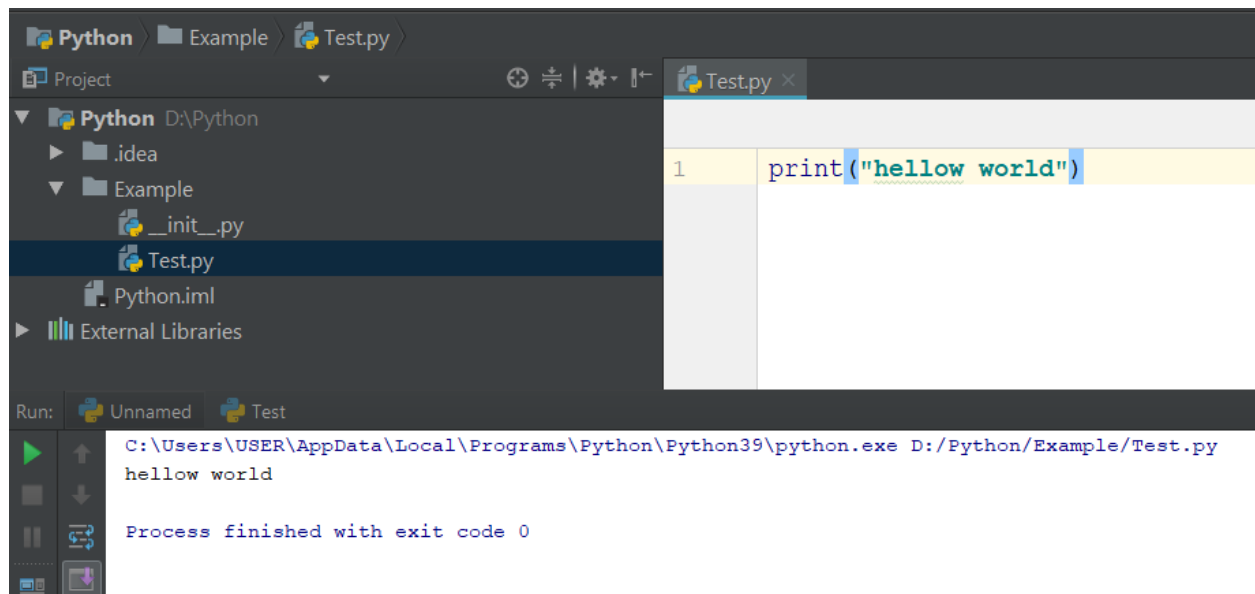 Python Example Test.py
Project
Test.py
Python D:\Python
.idea
1 print("hellow world")
Example
__init__.py
Test.py
Python.iml
External Libraries
Run: Unnamed Test
C:\Users\USER\AppData\Local\Programs\Python\Python39\python.exe D:/Python/Example/Test.py
hellow world
Process finished with exit code 0